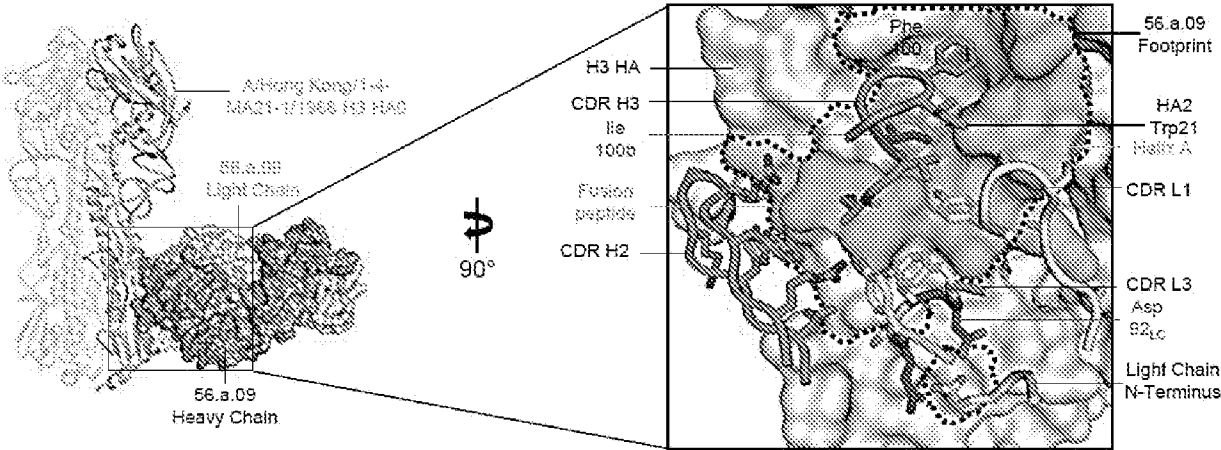 A/Hong Kong/1-4-
MA21-1/1968 H3 HA0
56.a.09
Light Chain
56.a.09
Heavy Chain
90°
H3 HA
CDR H3
Ile
100b
Fusion
peptide
CDR H2
Phe
56.a.09
Footprint
HA2
Trp21
Helix A
CDR L1
CDR L3
Asp
92LC
Light Chain
N-Terminus